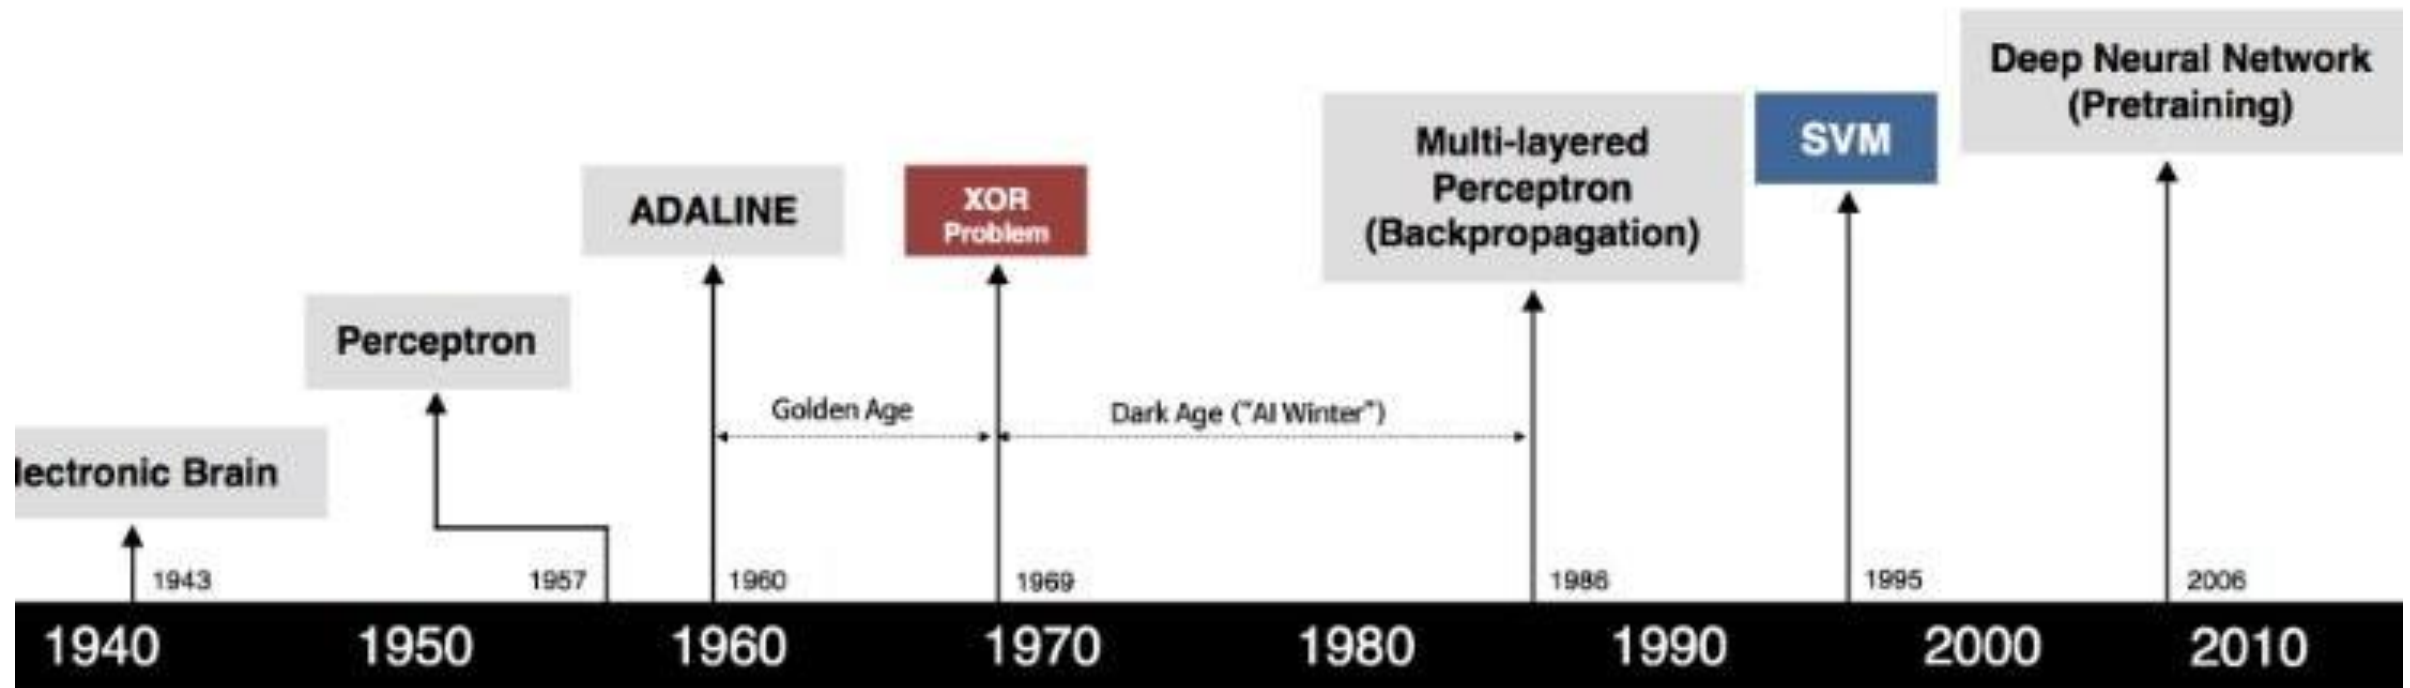 Deep Neural Network
(Pretraining)
Multi-layered
Perceptron
(Backpropagation)
SVM
ADALINE
XOR
Problem
Perceptron
Golden Age
Dark Age ("AI Winter")
lectronic Brain
1943
1957
1960
1969
1986
1995
2006
1940
1950
1960
1970
1980
1990
2000
2010